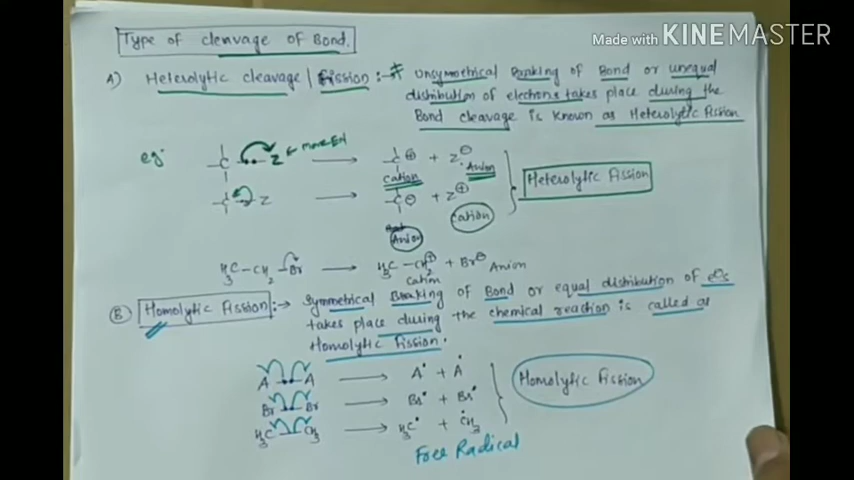 Made with KINEMASTER
Type of clenvage of Bond.
A) Heterolytic cleavage / Fission :-* Unsymetrical Braking of Bond or unequal
distribution of electrons takes place during the
Bond cleavage is known as Heterolytic Fission
eg:
-C-Z ← more EN → -C⊕ + Z⊖
cation Anion
-C-Z → -C⊖ + Z⊕
Anion cation
Heterolytic Fission
H3C-CH2-Br → H3C-CH2⊕ + Br⊖ Anion
cation
(B) Homolytic Fission :→ Symmetrical Braking of Bond or equal distribution of e⊖s
takes place during the chemical reaction is called as
Homolytic Fission.
A-A → A• + A•
Br-Br → Br• + Br•
H3C-CH3 → H3C• + •CH3
Homolytic Fission
Free Radical